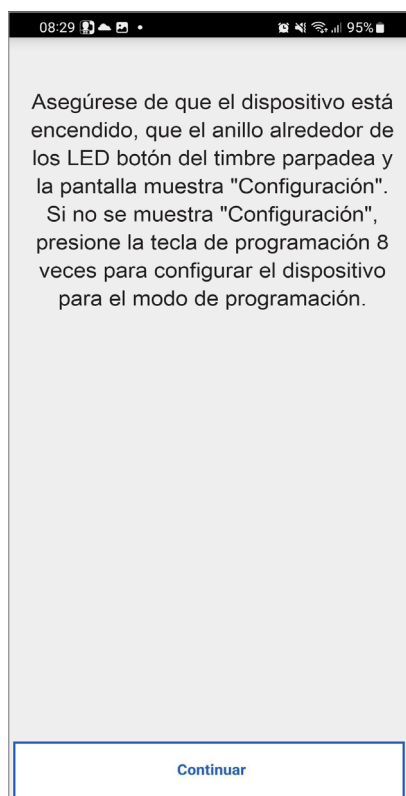 08:29 95%
Asegúrese de que el dispositivo está
encendido, que el anillo alrededor de
los LED botón del timbre parpadea y
la pantalla muestra "Configuración".
Si no se muestra "Configuración",
presione la tecla de programación 8
veces para configurar el dispositivo
para el modo de programación.
Continuar